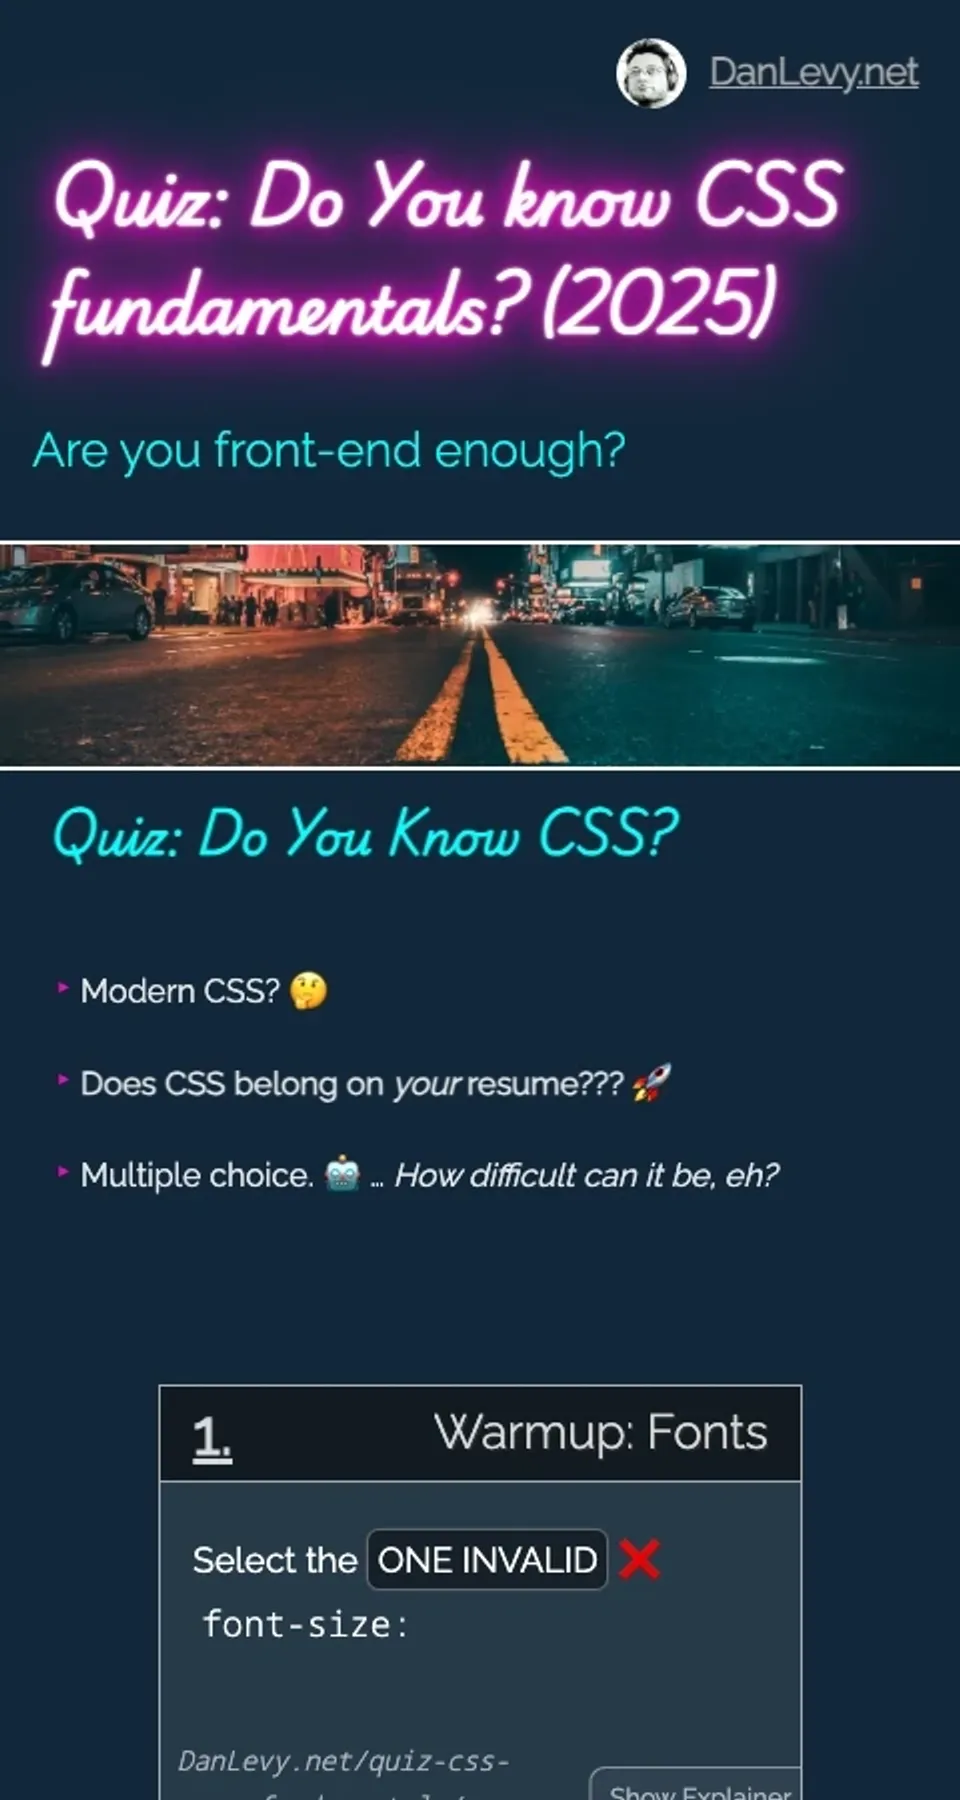 DanLevy.net
Quiz: Do You know CSS
fundamentals? (2025)
Are you front-end enough?
Quiz: Do You Know CSS?
Modern CSS? 🤔
Does CSS belong on your resume??? 🚀
Multiple choice. 🤖 … How difficult can it be, eh?
1.
Warmup: Fonts
Select the ONE INVALID ❌
font-size:
DanLevy.net/quiz-css-
Show Explainer